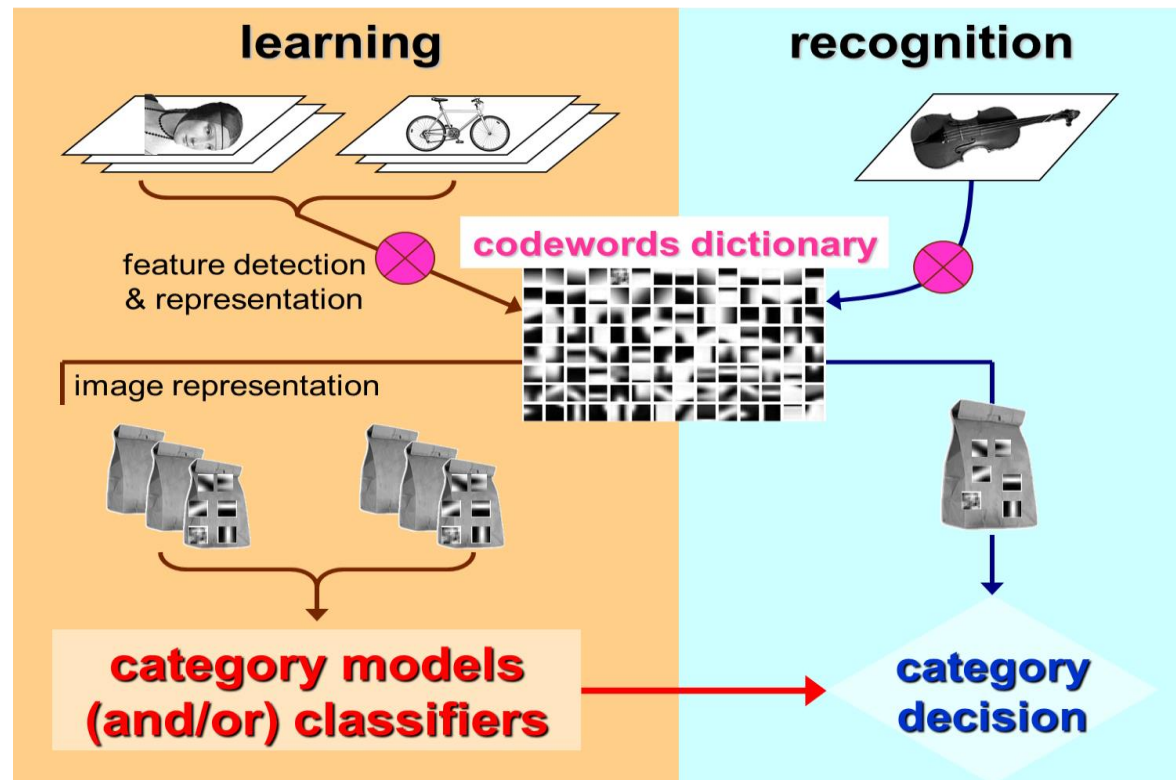 learning
recognition
codewords dictionary
feature detection
& representation
image representation
category models
(and/or) classifiers
category
decision